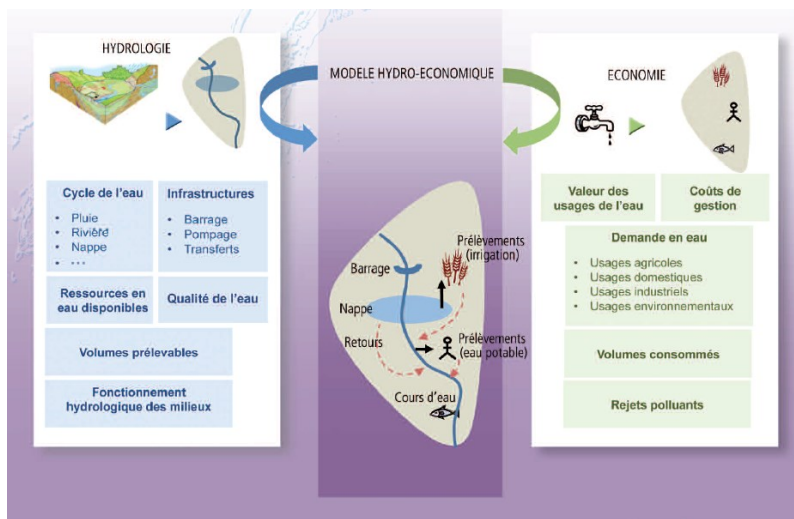 HYDROLOGIE
Cycle de l'eau
• Pluie
• Rivière
• Nappe
• ...
Infrastructures
• Barrage
• Pompage
• Transferts
Ressources en
eau disponibles
Qualité de l'eau
Volumes prélevables
Fonctionnement
hydrologique des milieux
MODELE HYDRO-ECONOMIQUE
Prélèvements
(irrigation)
Barrage
Nappe
Retours
Prélèvements
(eau potable)
Cours d'eau
ECONOMIE
Valeur des
usages de l'eau
Coûts de
gestion
Demande en eau
• Usages agricoles
• Usages domestiques
• Usages industriels
• Usages environnementaux
Volumes consommés
Rejets polluants